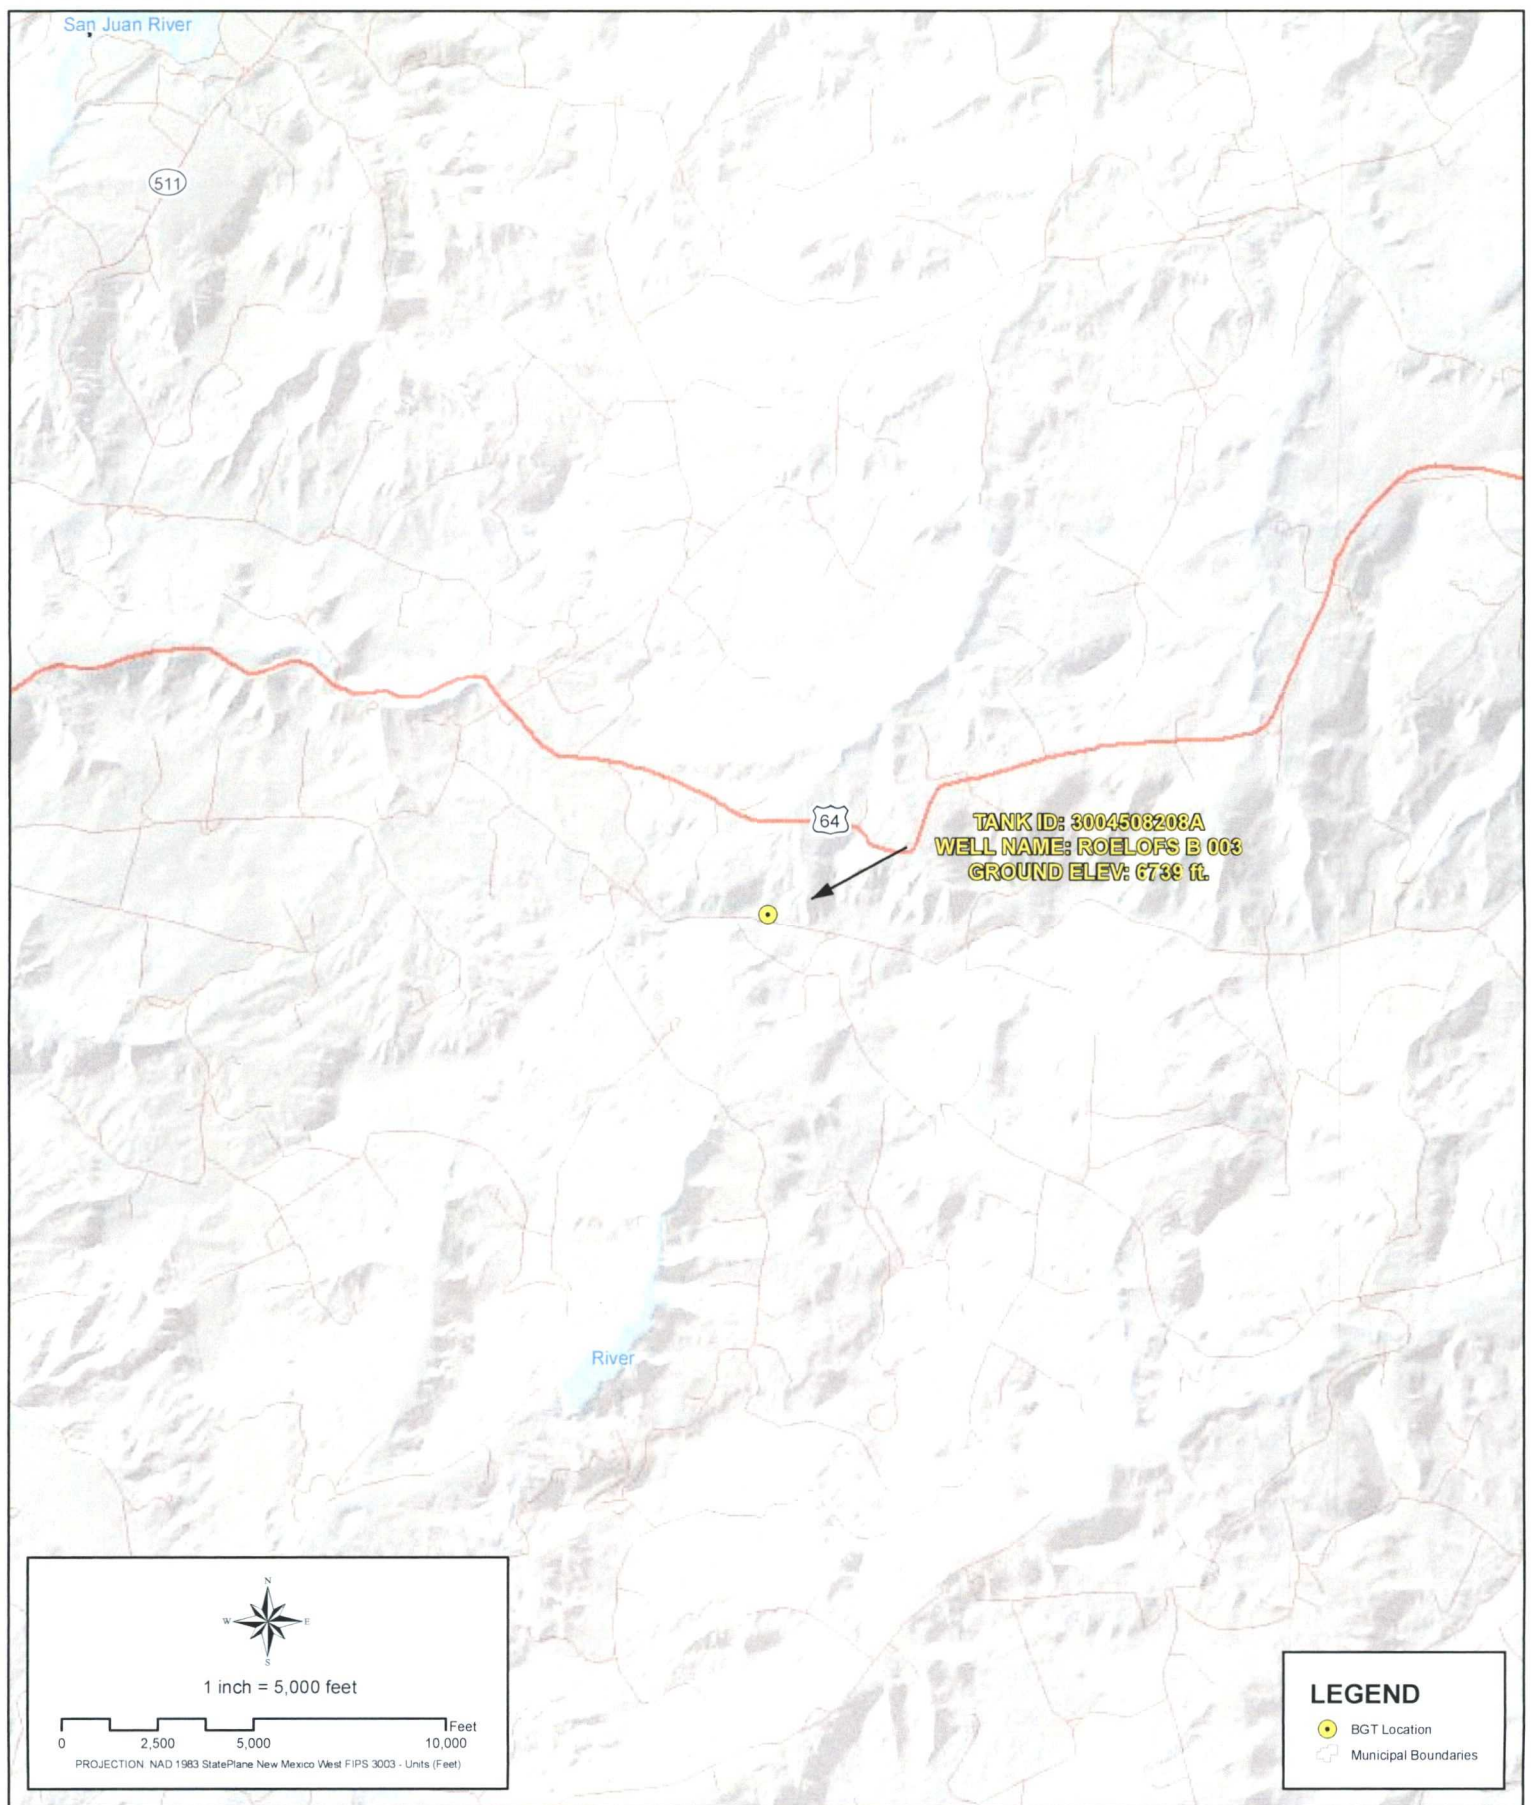 San Juan River
511
64
TANK ID: 3004508208A
WELL NAME: ROELOFS B 003
GROUND ELEV: 6739 ft.
River
N
W E
S
1 inch = 5,000 feet
Feet
0 2,500 5,000 10,000
PROJECTION NAD 1983 StatePlane New Mexico West FIPS 3003 - Units (Feet)
LEGEND
BGT Location
Municipal Boundaries